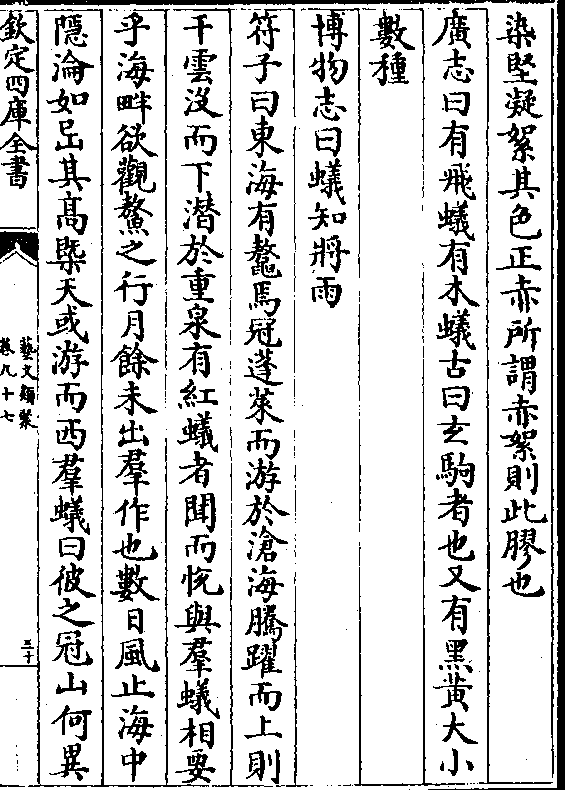 染堅凝絮其色正赤所謂赤絮則此膠也
廣志曰有飛蟻有木蟻古曰玄駒者也又有黑黄大小
數種
博物志曰蟻知將雨
符子曰東海有鼇焉冠蓬萊而游於滄海騰躍而上則
干雲没而下潜於重泉有紅蟻者聞而恱與羣蟻相要
乎海畔欲觀鼇之行月餘未出羣作也數日風止海中
隱淪如岊其髙槩天或游而西羣蟻曰彼之冠山何異
欽定四庫全書
藝文類聚
卷九十七
三十